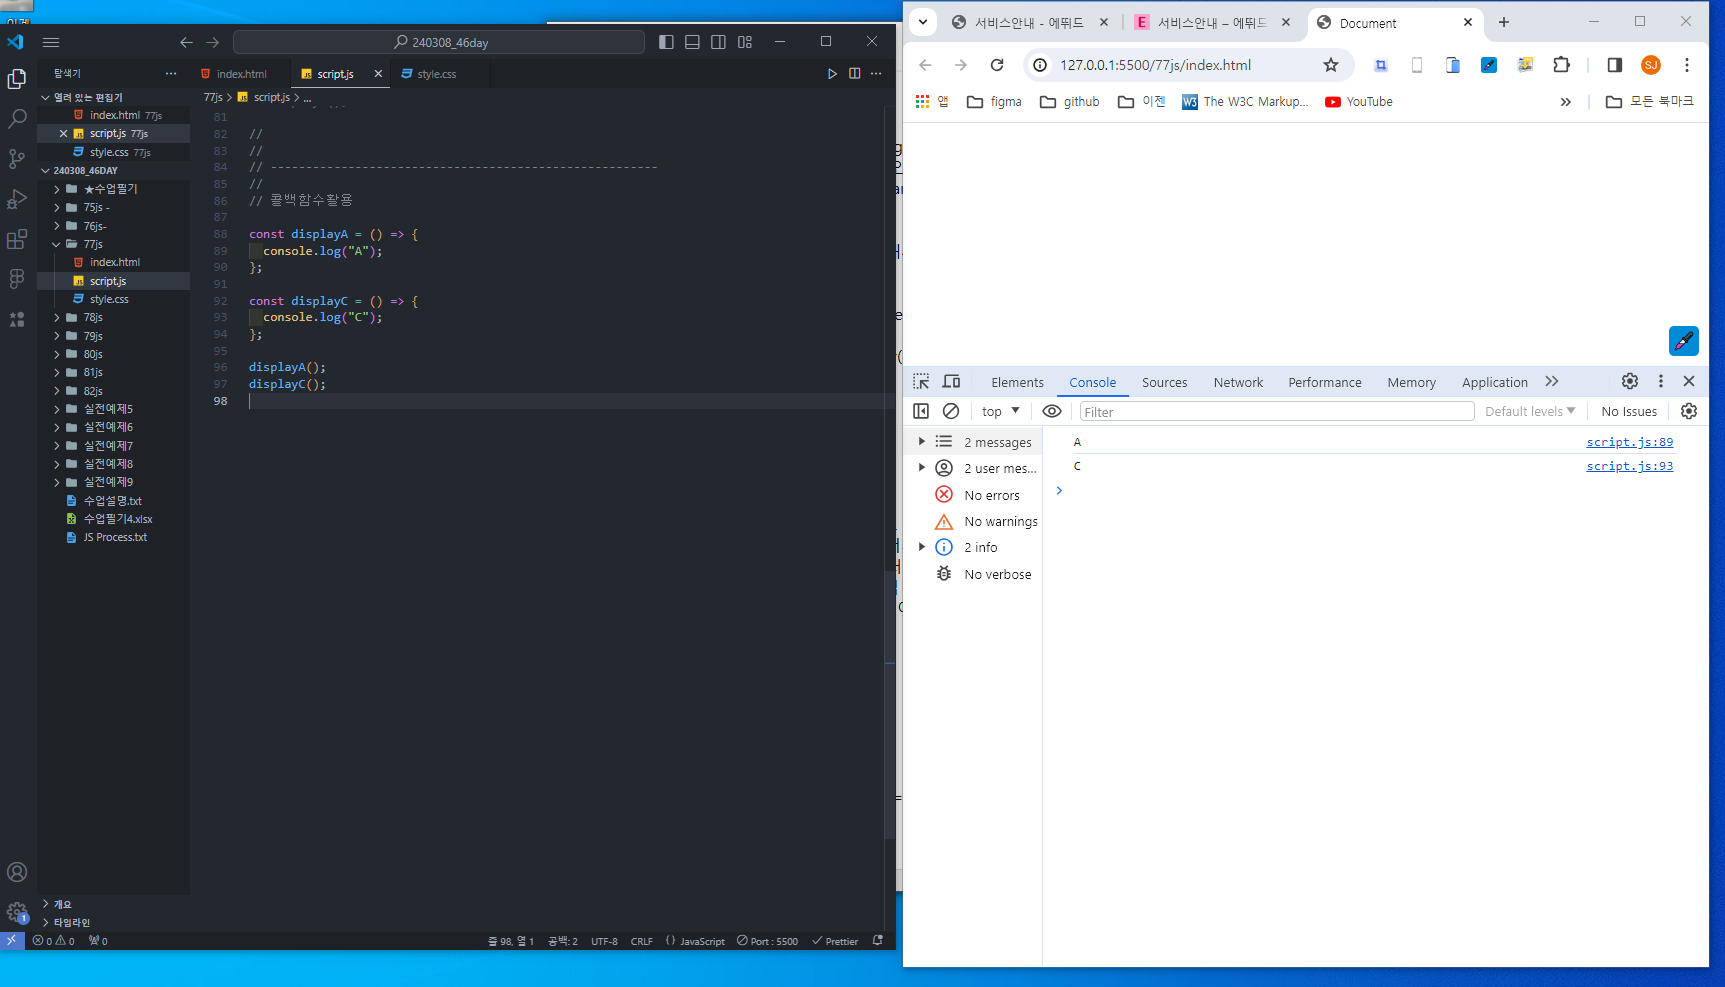 240308_46day
탐색기
index.html
script.js
style.css
열려 있는 편집기
77js > script.js > ...
index.html 77js
script.js 77js
style.css 77js
240308_46DAY
★수업필기
75js -
76js-
77js
index.html
script.js
style.css
78js
79js
80js
81js
82js
실전예제5
실전예제6
실전예제7
실전예제8
실전예제9
수업설명.txt
수업필기4.xlsx
JS Process.txt
개요
타임라인
81
82 //
83 //
84 // -------------------------------------------------------
85 //
86 // 콜백함수활용
87
88 const displayA = () => {
89 console.log("A");
90 };
91
92 const displayC = () => {
93 console.log("C");
94 };
95
96 displayA();
97 displayC();
98
0 0 0
줄 98, 열 1 공백: 2 UTF-8 CRLF {} JavaScript Port : 5500 Prettier
서비스안내 - 에뛰드
E 서비스안내 – 에뛰드
Document
127.0.0.1:5500/77js/index.html
SJ
앱 figma github 이젠 W3 The W3C Markup... YouTube » 모든 북마크
Elements Console Sources Network Performance Memory Application
top Filter Default levels No Issues
2 messages
2 user mes...
No errors
No warnings
2 info
No verbose
A script.js:89
C script.js:93